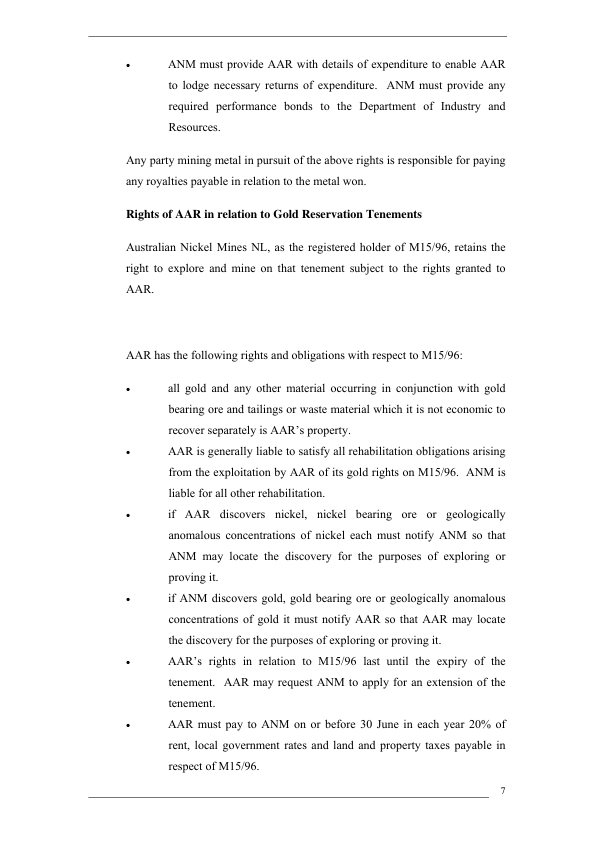 • ANM must provide AAR with details of expenditure to enable AAR
to lodge necessary returns of expenditure. ANM must provide any
required performance bonds to the Department of Industry and
Resources.
Any party mining metal in pursuit of the above rights is responsible for paying
any royalties payable in relation to the metal won.
Rights of AAR in relation to Gold Reservation Tenements
Australian Nickel Mines NL, as the registered holder of M15/96, retains the
right to explore and mine on that tenement subject to the rights granted to
AAR.
AAR has the following rights and obligations with respect to M15/96:
• all gold and any other material occurring in conjunction with gold
bearing ore and tailings or waste material which it is not economic to
recover separately is AAR’s property.
• AAR is generally liable to satisfy all rehabilitation obligations arising
from the exploitation by AAR of its gold rights on M15/96. ANM is
liable for all other rehabilitation.
• if AAR discovers nickel, nickel bearing ore or geologically
anomalous concentrations of nickel each must notify ANM so that
ANM may locate the discovery for the purposes of exploring or
proving it.
• if ANM discovers gold, gold bearing ore or geologically anomalous
concentrations of gold it must notify AAR so that AAR may locate
the discovery for the purposes of exploring or proving it.
• AAR’s rights in relation to M15/96 last until the expiry of the
tenement. AAR may request ANM to apply for an extension of the
tenement.
• AAR must pay to ANM on or before 30 June in each year 20% of
rent, local government rates and land and property taxes payable in
respect of M15/96.
7